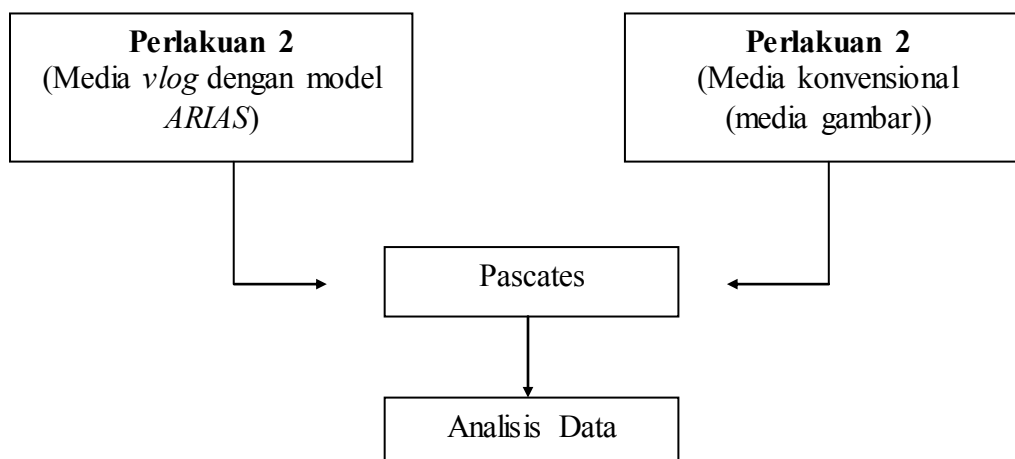 Perlakuan 2
(Media vlog dengan model
ARIAS)
Perlakuan 2
(Media konvensional
(media gambar))
Pascates
Analisis Data